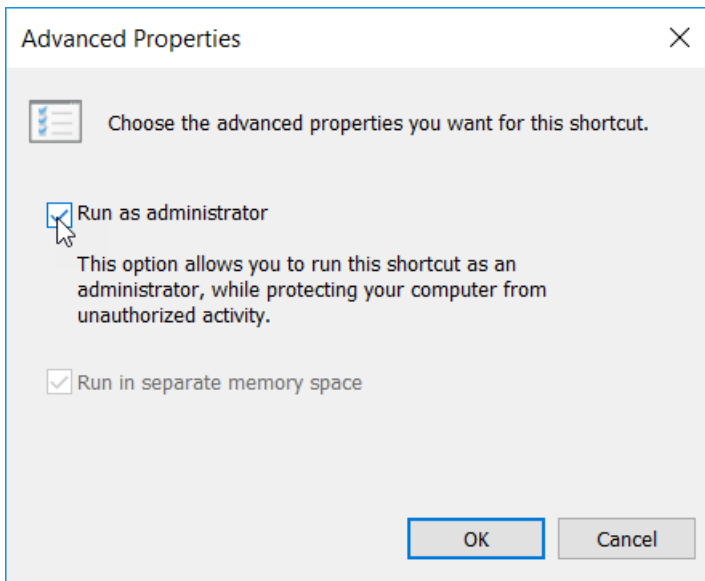 Advanced Properties
Choose the advanced properties you want for this shortcut.
Run as administrator
This option allows you to run this shortcut as an
administrator, while protecting your computer from
unauthorized activity.
Run in separate memory space
OK
Cancel